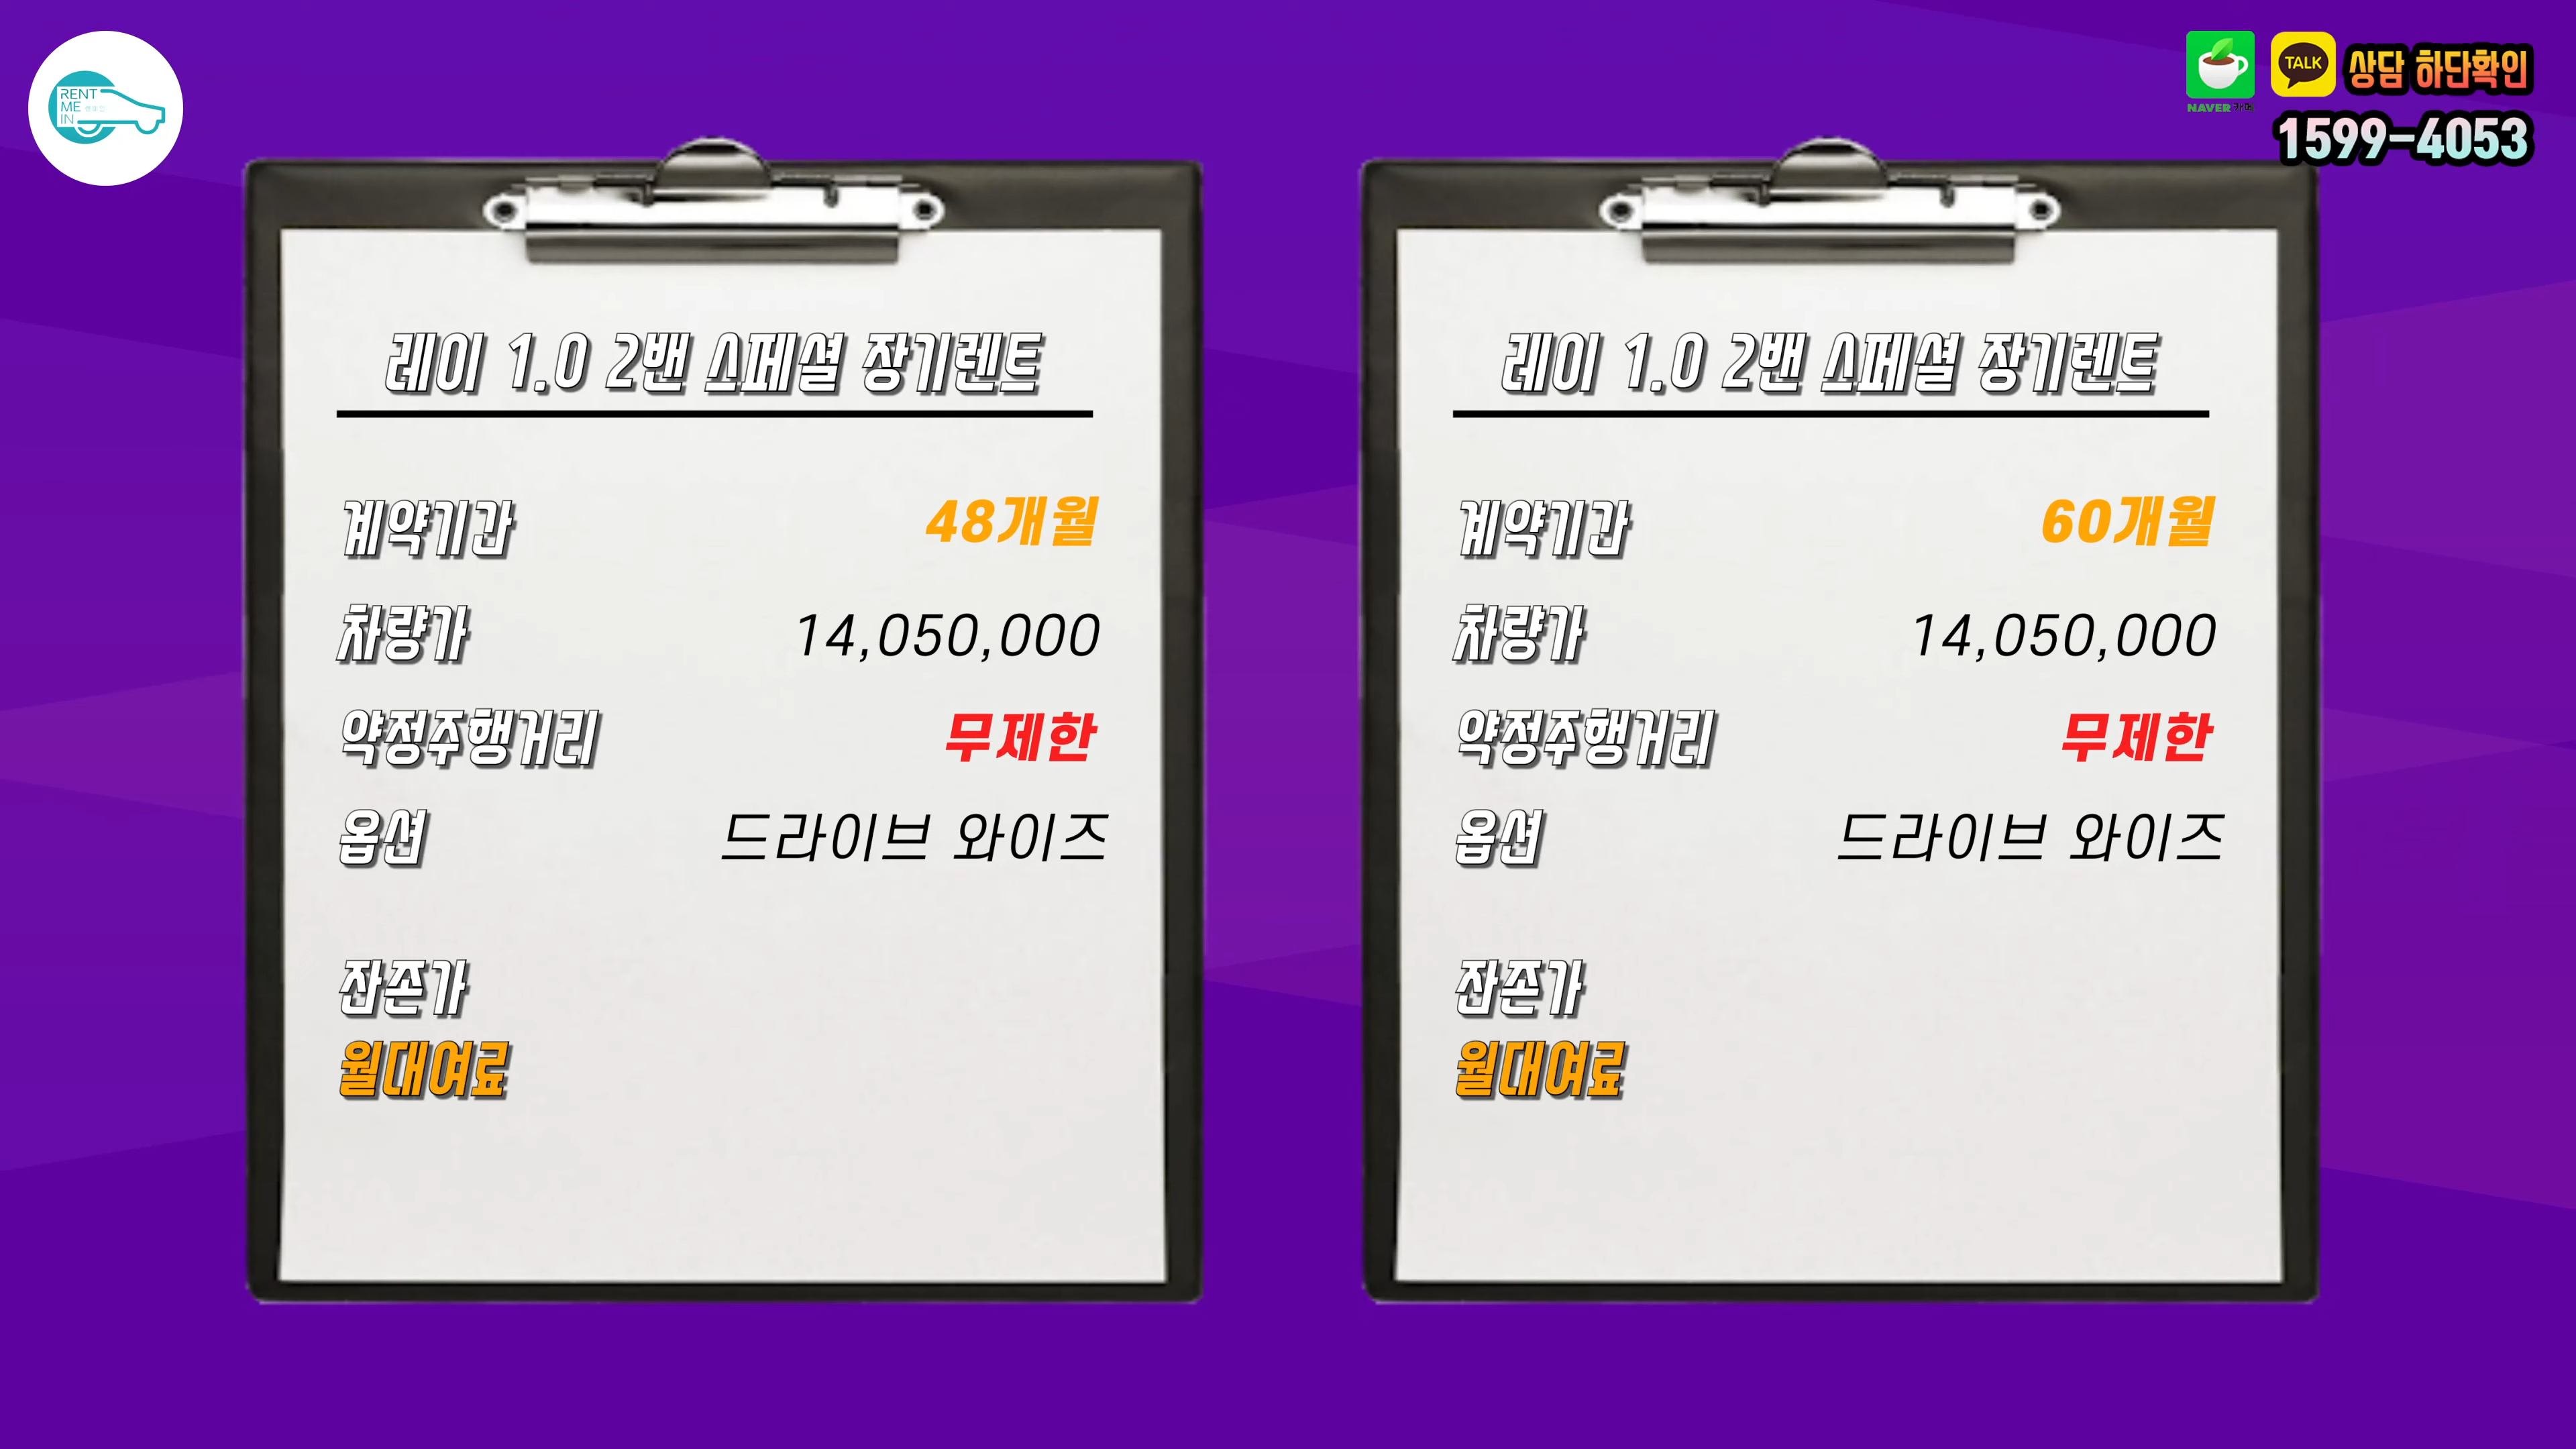 RENT
ME 렌트미
IN
NAVER 카페
TALK
상담 하단확인
1599-4053
레이 1.0 2밴 스페셜 장기렌트
계약기간 48개월
차량가 14,050,000
약정주행거리 무제한
옵션 드라이브 와이즈
잔존가
월대여료
레이 1.0 2밴 스페셜 장기렌트
계약기간 60개월
차량가 14,050,000
약정주행거리 무제한
옵션 드라이브 와이즈
잔존가
월대여료